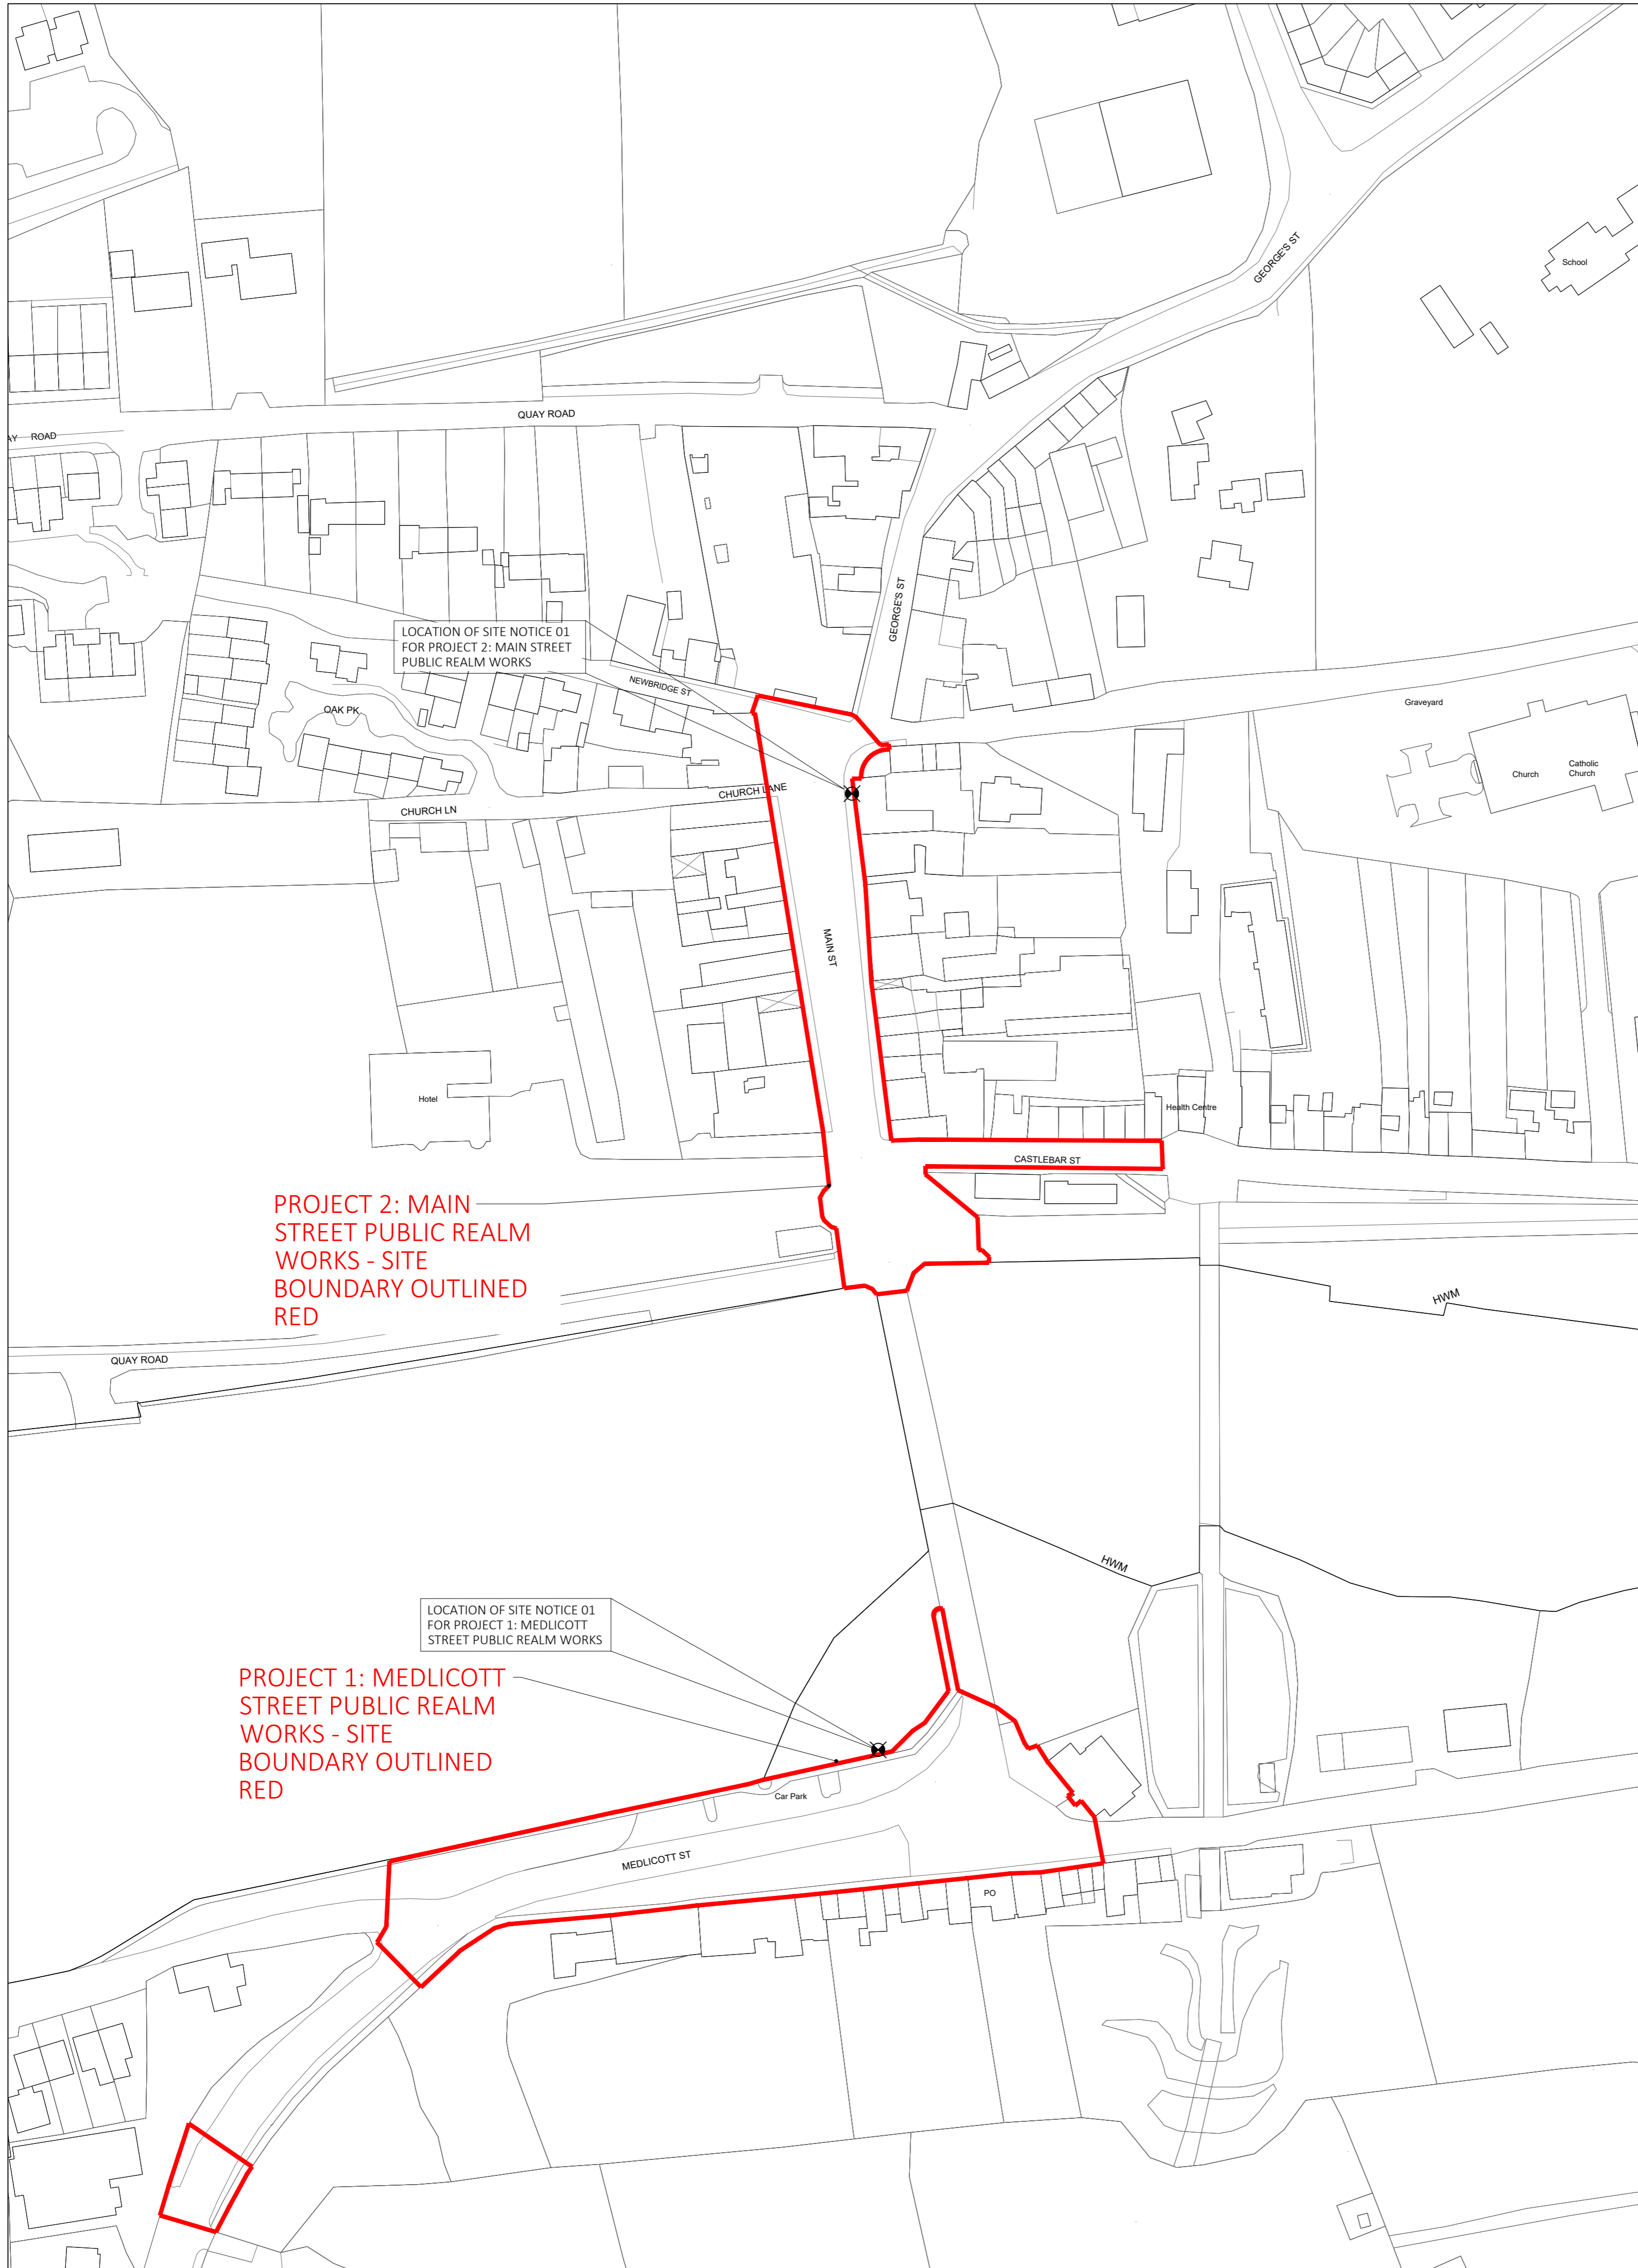 GEORGE'S ST
School
QUAY ROAD
AY ROAD
GEORGE'S ST
LOCATION OF SITE NOTICE 01
FOR PROJECT 2: MAIN STREET
PUBLIC REALM WORKS
NEWBRIDGE ST
OAK PK
Graveyard
Church
Catholic
Church
CHURCH LANE
CHURCH LN
MAIN ST
Hotel
Health Centre
CASTLEBAR ST
PROJECT 2: MAIN
STREET PUBLIC REALM
WORKS - SITE
BOUNDARY OUTLINED
RED
HWM
QUAY ROAD
HWM
LOCATION OF SITE NOTICE 01
FOR PROJECT 1: MEDLICOTT
STREET PUBLIC REALM WORKS
PROJECT 1: MEDLICOTT
STREET PUBLIC REALM
WORKS - SITE
BOUNDARY OUTLINED
RED
Car Park
MEDLICOTT ST
PO